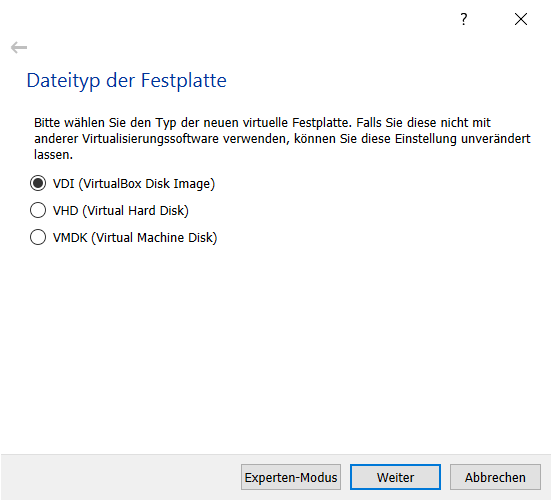 ?
Dateityp der Festplatte
Bitte wählen Sie den Typ der neuen virtuelle Festplatte. Falls Sie diese nicht mit
anderer Virtualisierungssoftware verwenden, können Sie diese Einstellung unverändert
lassen.
VDI (VirtualBox Disk Image)
VHD (Virtual Hard Disk)
VMDK (Virtual Machine Disk)
Experten-Modus Weiter Abbrechen